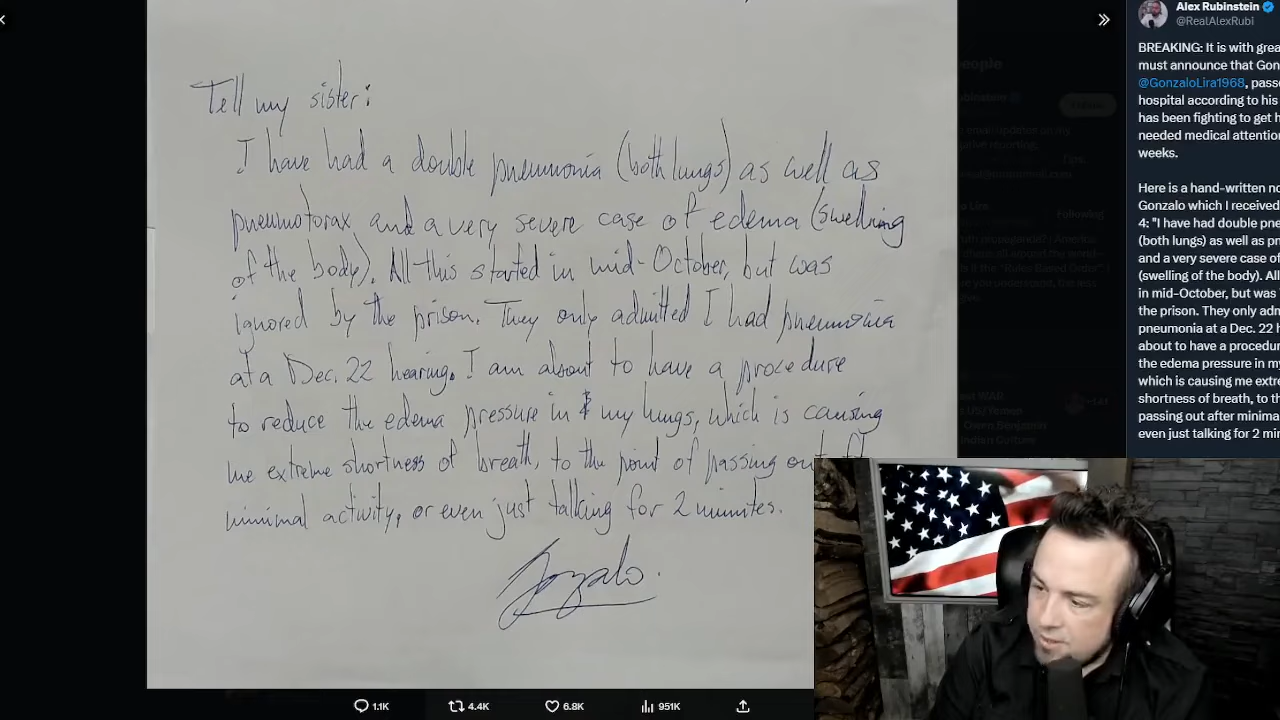 Tell my sister:
I have had a double pneumonia (both lungs) as well as
pneumotorax and a very severe case of edema (swelling
of the body). All this started in mid-October, but was
ignored by the prison. They only admitted I had pneumonia
at a Dec. 22 hearing. I am about to have a procedure
to reduce the edema pressure in my lungs, which is causing
me extreme shortness of breath, to the point of passing out
minimal activity, or even just talking for 2 minutes.
Gonzalo.
1.1K
4.4K
6.8K
951K
Alex Rubinstein
@RealAlexRubi
BREAKING: It is with grea
must announce that Gon
@GonzaloLira1968, passe
hospital according to his
has been fighting to get h
needed medical attentio
weeks.
Here is a hand-written no
Gonzalo which I received
4: "I have had double pne
(both lungs) as well as pn
and a very severe case of
(swelling of the body). All
in mid-October, but was
the prison. They only adm
pneumonia at a Dec. 22 h
about to have a procedur
the edema pressure in my
which is causing me extre
shortness of breath, to th
passing out after minima
even just talking for 2 min